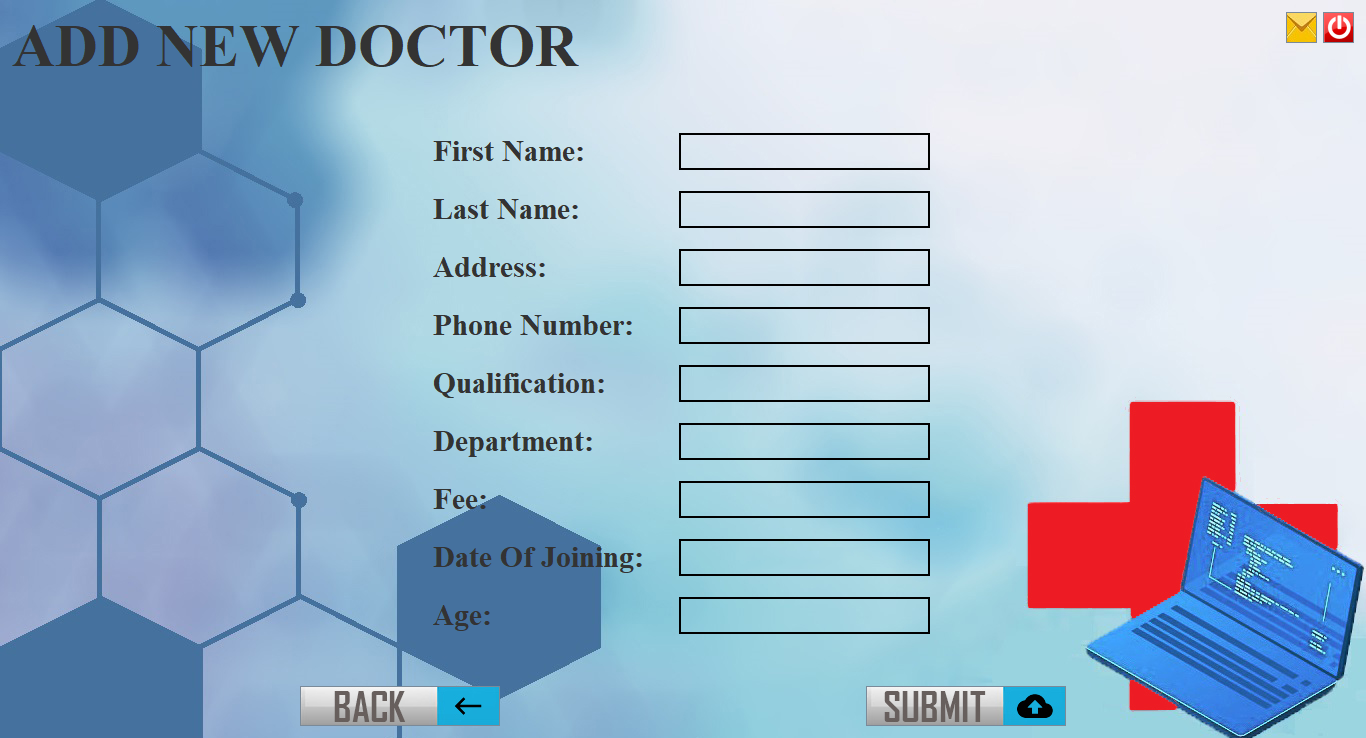 ADD NEW DOCTOR
First Name:
Last Name:
Address:
Phone Number:
Qualification:
Department:
Fee:
Date Of Joining:
Age:
BACK
SUBMIT